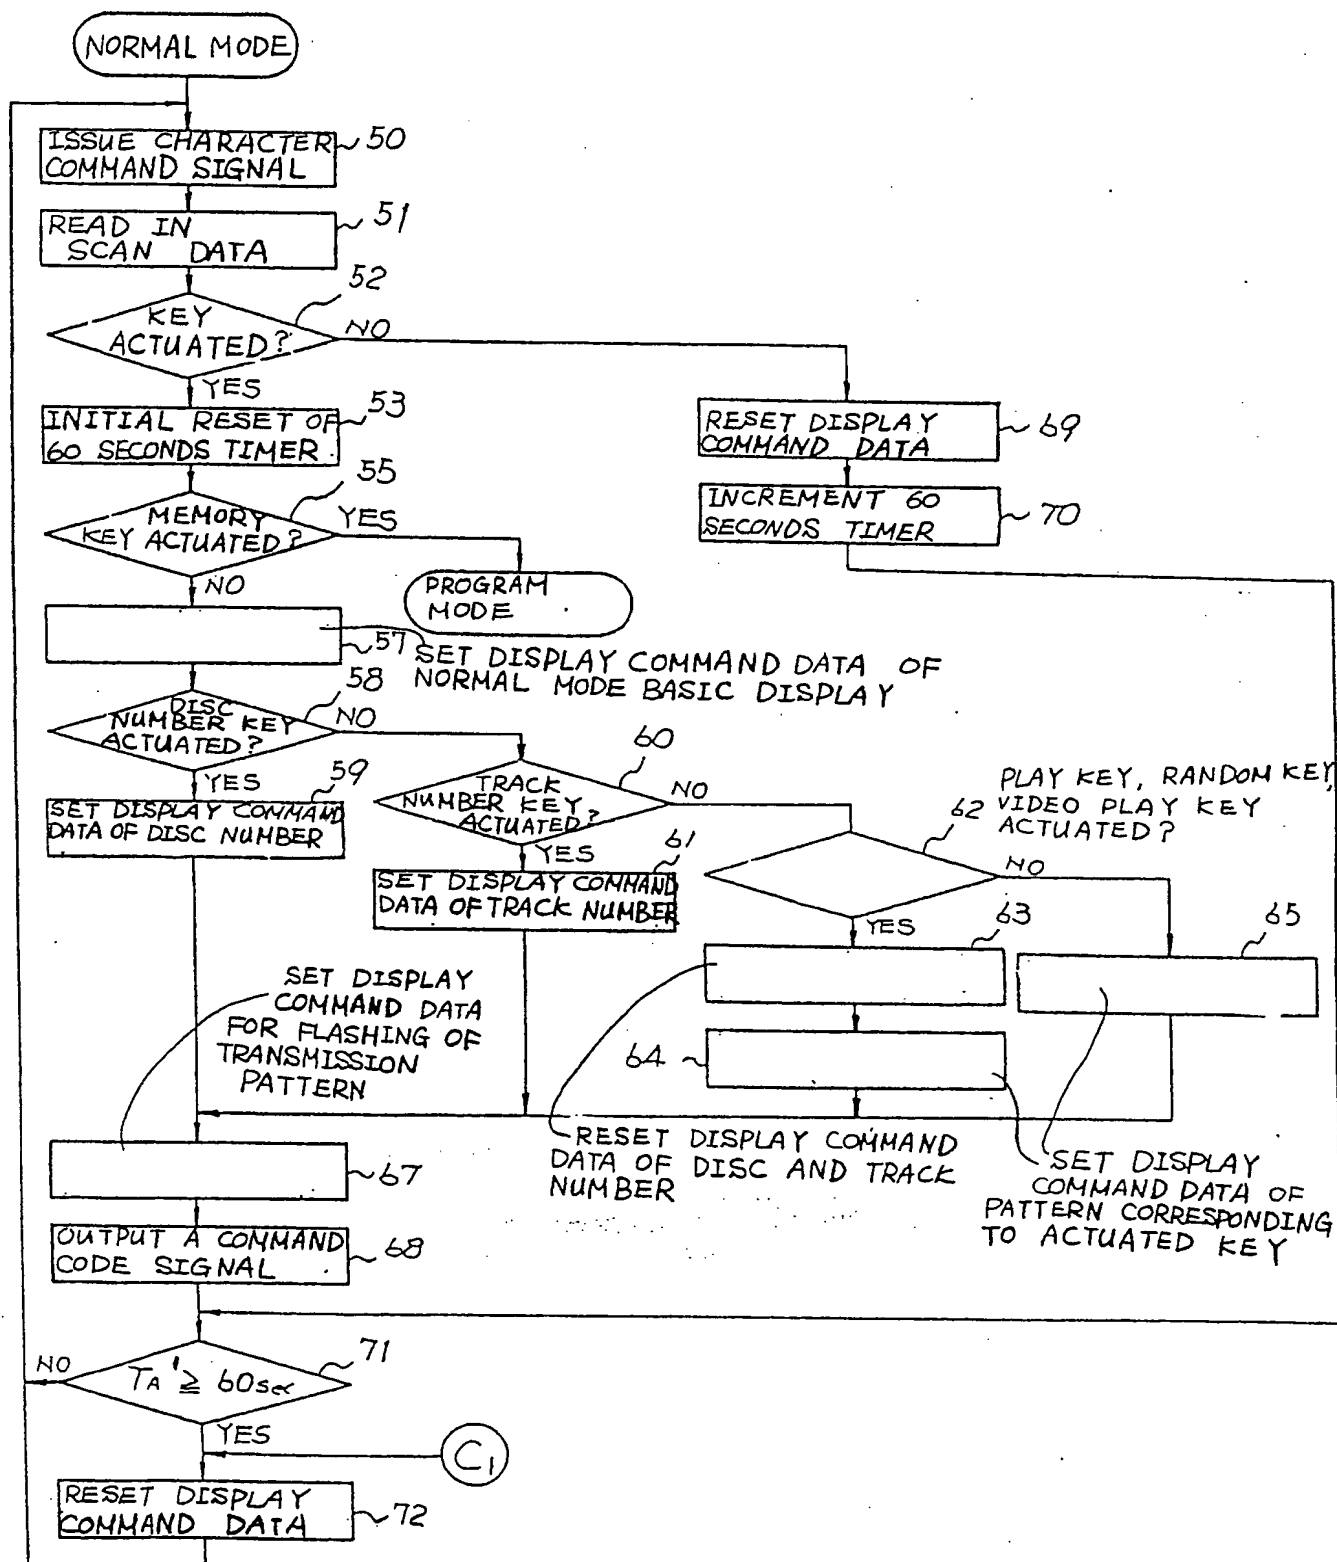 NORMAL MODE
ISSUE CHARACTER
COMMAND SIGNAL
50
READ IN
SCAN DATA
51
52
KEY
ACTUATED?
NO
YES
INITIAL RESET OF
60 SECONDS TIMER
53
RESET DISPLAY
COMMAND DATA
69
INCREMENT 60
SECONDS TIMER
70
55
MEMORY
KEY ACTUATED?
YES
NO
PROGRAM
MODE
57
SET DISPLAY COMMAND DATA OF
NORMAL MODE BASIC DISPLAY
58
DISC
NUMBER KEY
ACTUATED?
NO
YES
59
SET DISPLAY COMMAND
DATA OF DISC NUMBER
60
TRACK
NUMBER KEY
ACTUATED?
NO
YES
61
SET DISPLAY COMMAND
DATA OF TRACK NUMBER
PLAY KEY, RANDOM KEY,
VIDEO PLAY KEY
ACTUATED?
62
NO
YES
63
65
64
SET DISPLAY
COMMAND DATA
FOR FLASHING OF
TRANSMISSION
PATTERN
RESET DISPLAY COMMAND
DATA OF DISC AND TRACK
NUMBER
SET DISPLAY
COMMAND DATA OF
PATTERN CORRESPONDING
TO ACTUATED KEY
67
OUTPUT A COMMAND
CODE SIGNAL
68
71
TA' ≧ 60sec
NO
YES
C1
RESET DISPLAY
COMMAND DATA
72